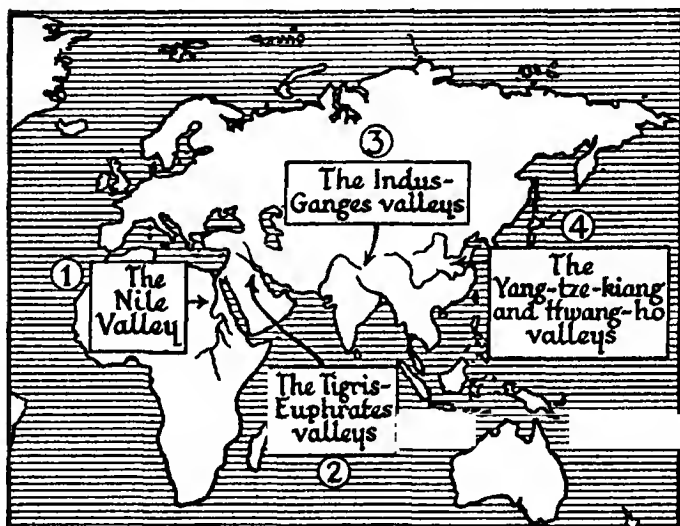 ①
The
Nile
Valley
The Tigris-
Euphrates
valleys
②
③
The Indus-
Ganges valleys
④
The
Yang-tze-kiang
and Hwang-ho
valleys